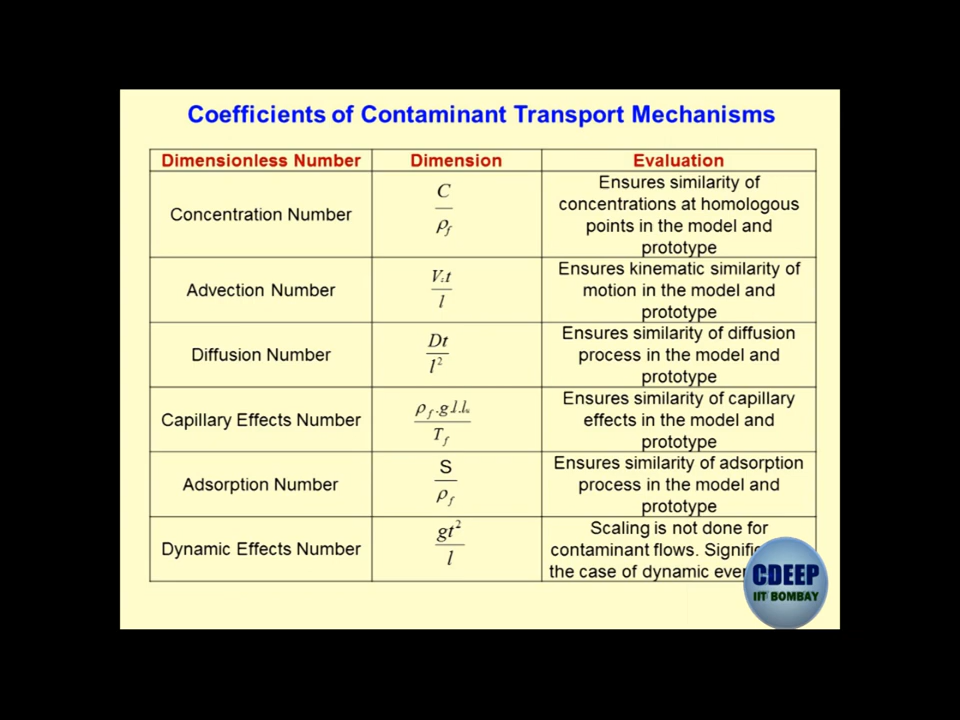 Coefficients of Contaminant Transport Mechanisms
Dimensionless Number Dimension Evaluation
Concentration Number
C
ρf
Ensures similarity of
concentrations at homologous
points in the model and
prototype
Advection Number
t
l
Ensures kinematic similarity of
motion in the model and
prototype
Diffusion Number
Dt
l²
Ensures similarity of diffusion
process in the model and
prototype
Capillary Effects Number
ρf.g.l.
Tf
Ensures similarity of capillary
effects in the model and
prototype
Adsorption Number
S
ρf
Ensures similarity of adsorption
process in the model and
prototype
Dynamic Effects Number
gt²
l
Scaling is not done for
contaminant flows.
the case of dynamic
CDEEP
IIT BOMBAY